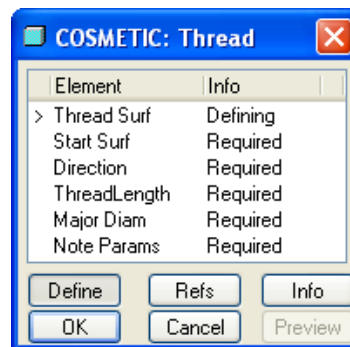 COSMETIC: Thread
Element Info
> Thread Surf Defining
Start Surf Required
Direction Required
ThreadLength Required
Major Diam Required
Note Params Required
Define Refs Info
OK Cancel Preview